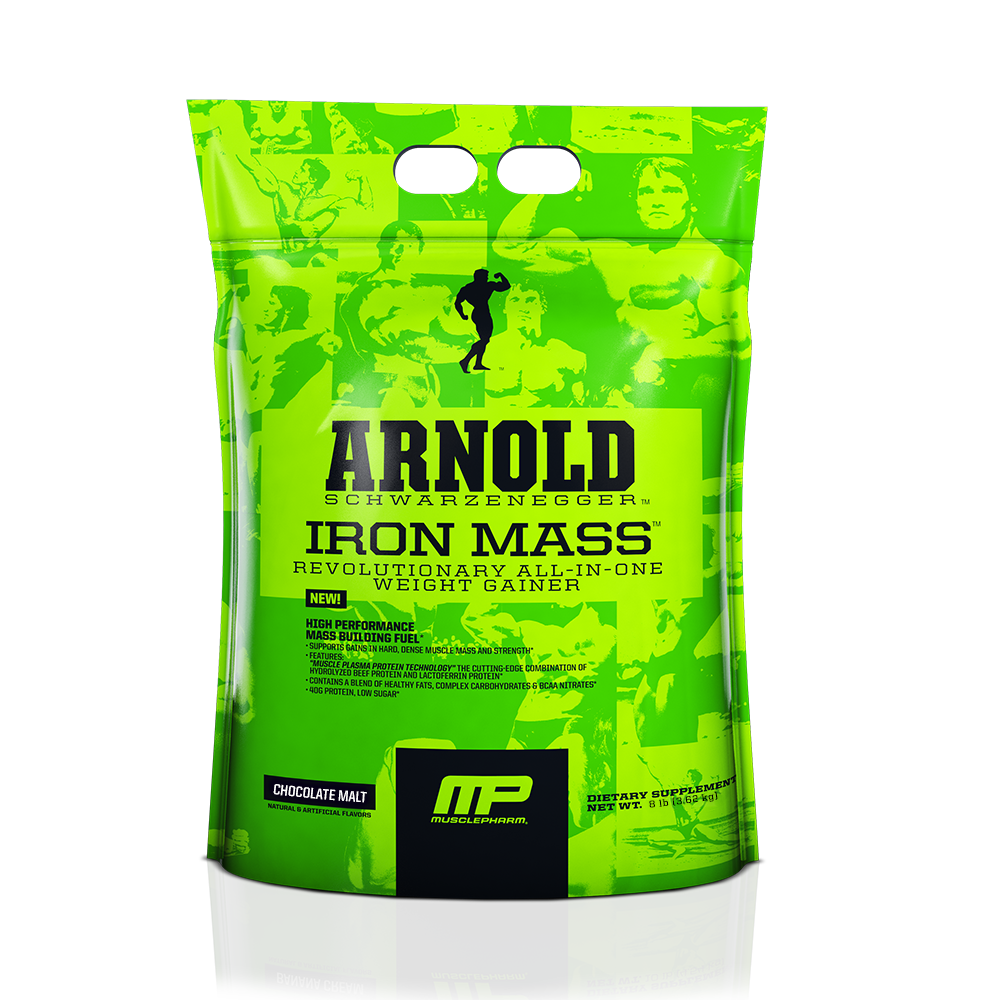 ARNOLD
SCHWARZENEGGER™
IRON MASS™
REVOLUTIONARY ALL-IN-ONE
WEIGHT GAINER
NEW!
HIGH PERFORMANCE
MASS BUILDING FUEL*
• SUPPORTS GAINS IN HARD, DENSE MUSCLE MASS AND STRENGTH*
• FEATURES:
"MUSCLE PLASMA PROTEIN TECHNOLOGY" THE CUTTING-EDGE COMBINATION OF
HYDROLYZED BEEF PROTEIN AND LACTOFERRIN PROTEIN*
• CONTAINS A BLEND OF HEALTHY FATS, COMPLEX CARBOHYDRATES & BCAA NITRATES*
• 40G PROTEIN, LOW SUGAR*
CHOCOLATE MALT
NATURAL & ARTIFICIAL FLAVORS
MP
MUSCLEPHARM®
DIETARY SUPPLEMENT
NET WT. 8 lb (3.62 kg)